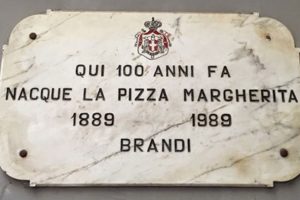 QUI 100 ANNI FA
NACQUE LA PIZZA MARGHERITA
1889 1989
BRANDI